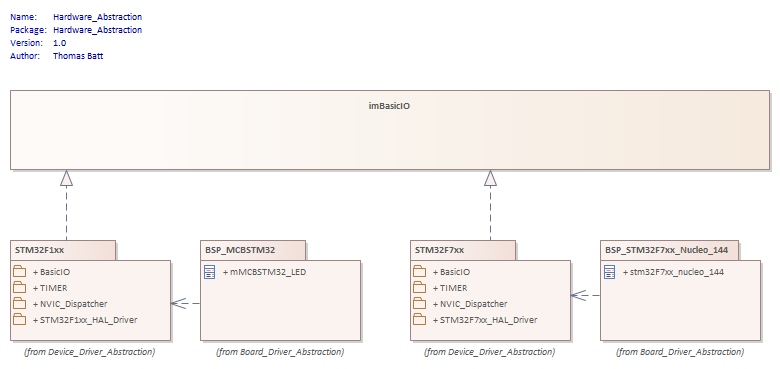 Name: Hardware_Abstraction
Package: Hardware_Abstraction
Version: 1.0
Author: Thomas Batt
imBasicIO
STM32F1xx
+ BasicIO
+ TIMER
+ NVIC_Dispatcher
+ STM32F1xx_HAL_Driver
(from Device_Driver_Abstraction)
BSP_MCBSTM32
+ mMCBSTM32_LED
(from Board_Driver_Abstraction)
STM32F7xx
+ BasicIO
+ TIMER
+ NVIC_Dispatcher
+ STM32F7xx_HAL_Driver
(from Device_Driver_Abstraction)
BSP_STM32F7xx_Nucleo_144
+ stm32F7xx_nucleo_144
(from Board_Driver_Abstraction)